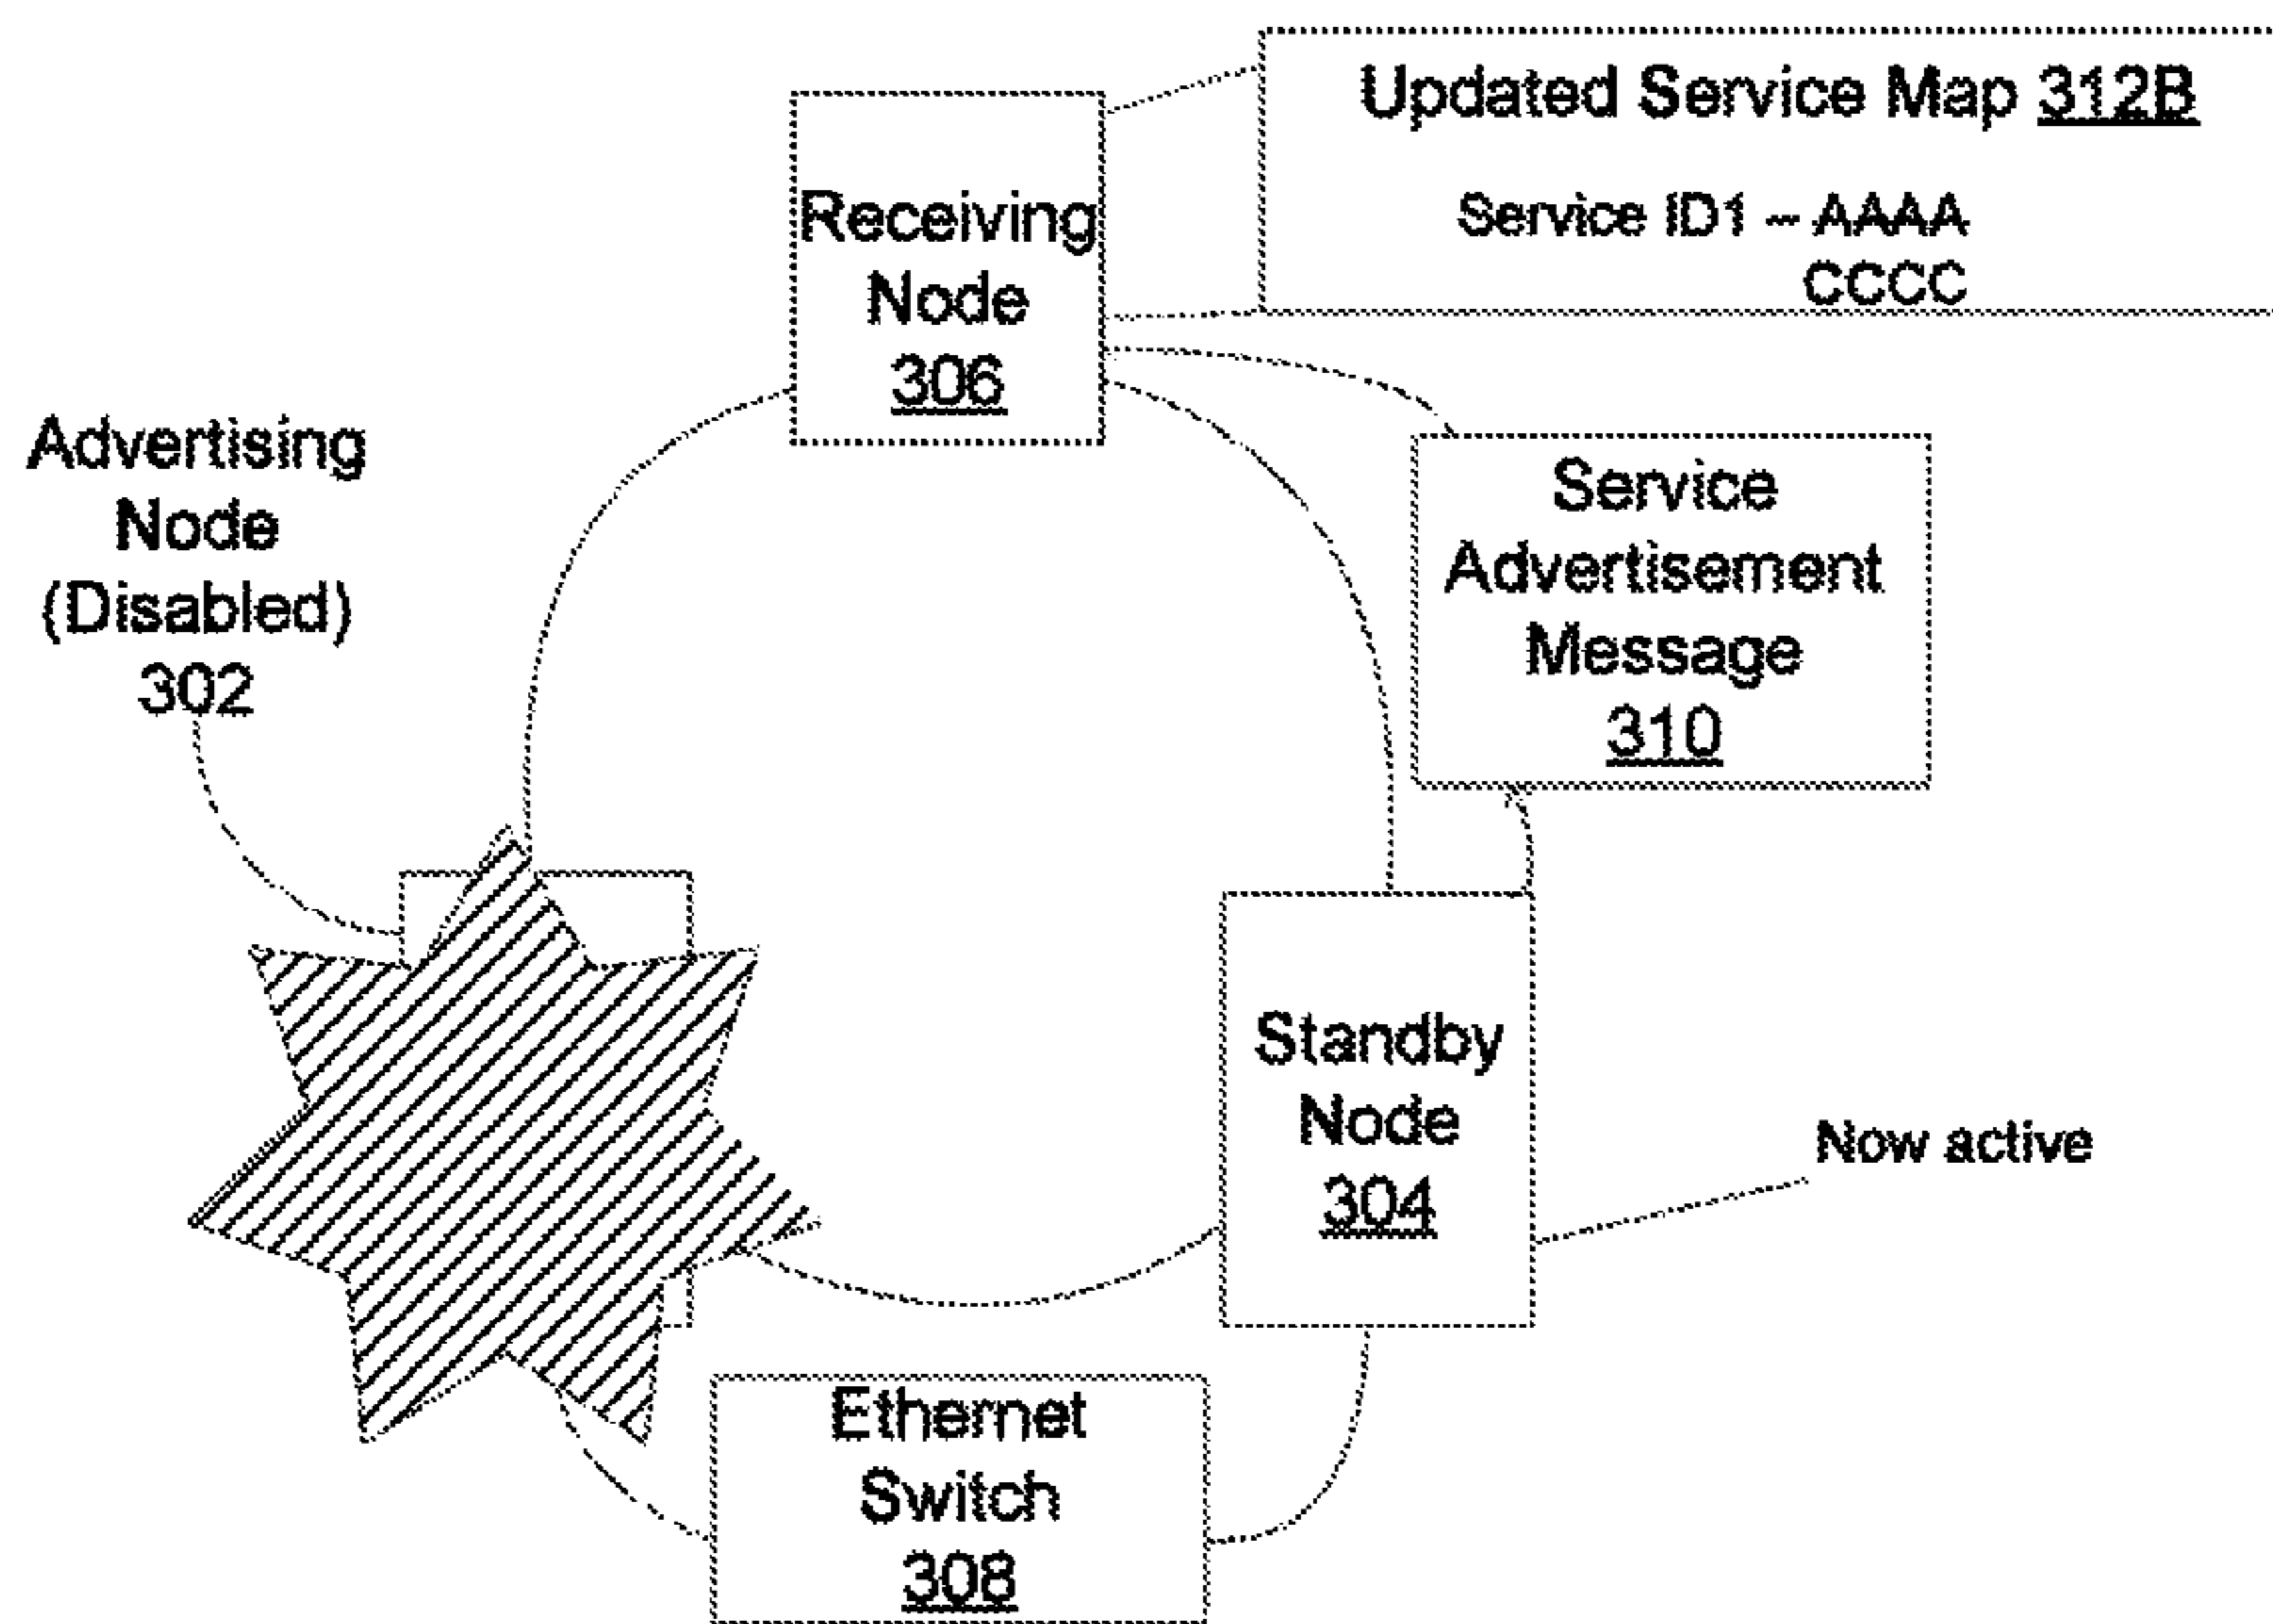 Updated Service Map 312B
Service ID1 – AAAA
CCCC
Receiving
Node
306
Advertising
Node
(Disabled)
302
Service
Advertisement
Message
310
Standby
Node
304
Now active
Ethernet
Switch
308